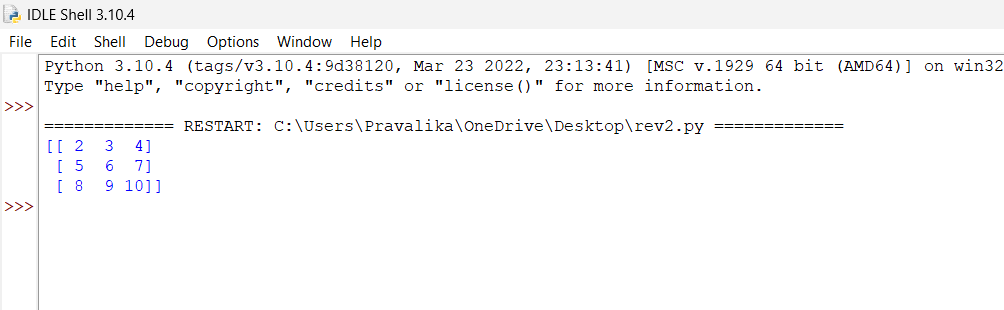 IDLE Shell 3.10.4
File Edit Shell Debug Options Window Help
Python 3.10.4 (tags/v3.10.4:9d38120, Mar 23 2022, 23:13:41) [MSC v.1929 64 bit (AMD64)] on win32
Type "help", "copyright", "credits" or "license()" for more information.
>>>
============= RESTART: C:\Users\Pravalika\OneDrive\Desktop\rev2.py =============
[[ 2  3  4]
 [ 5  6  7]
 [ 8  9 10]]
>>>